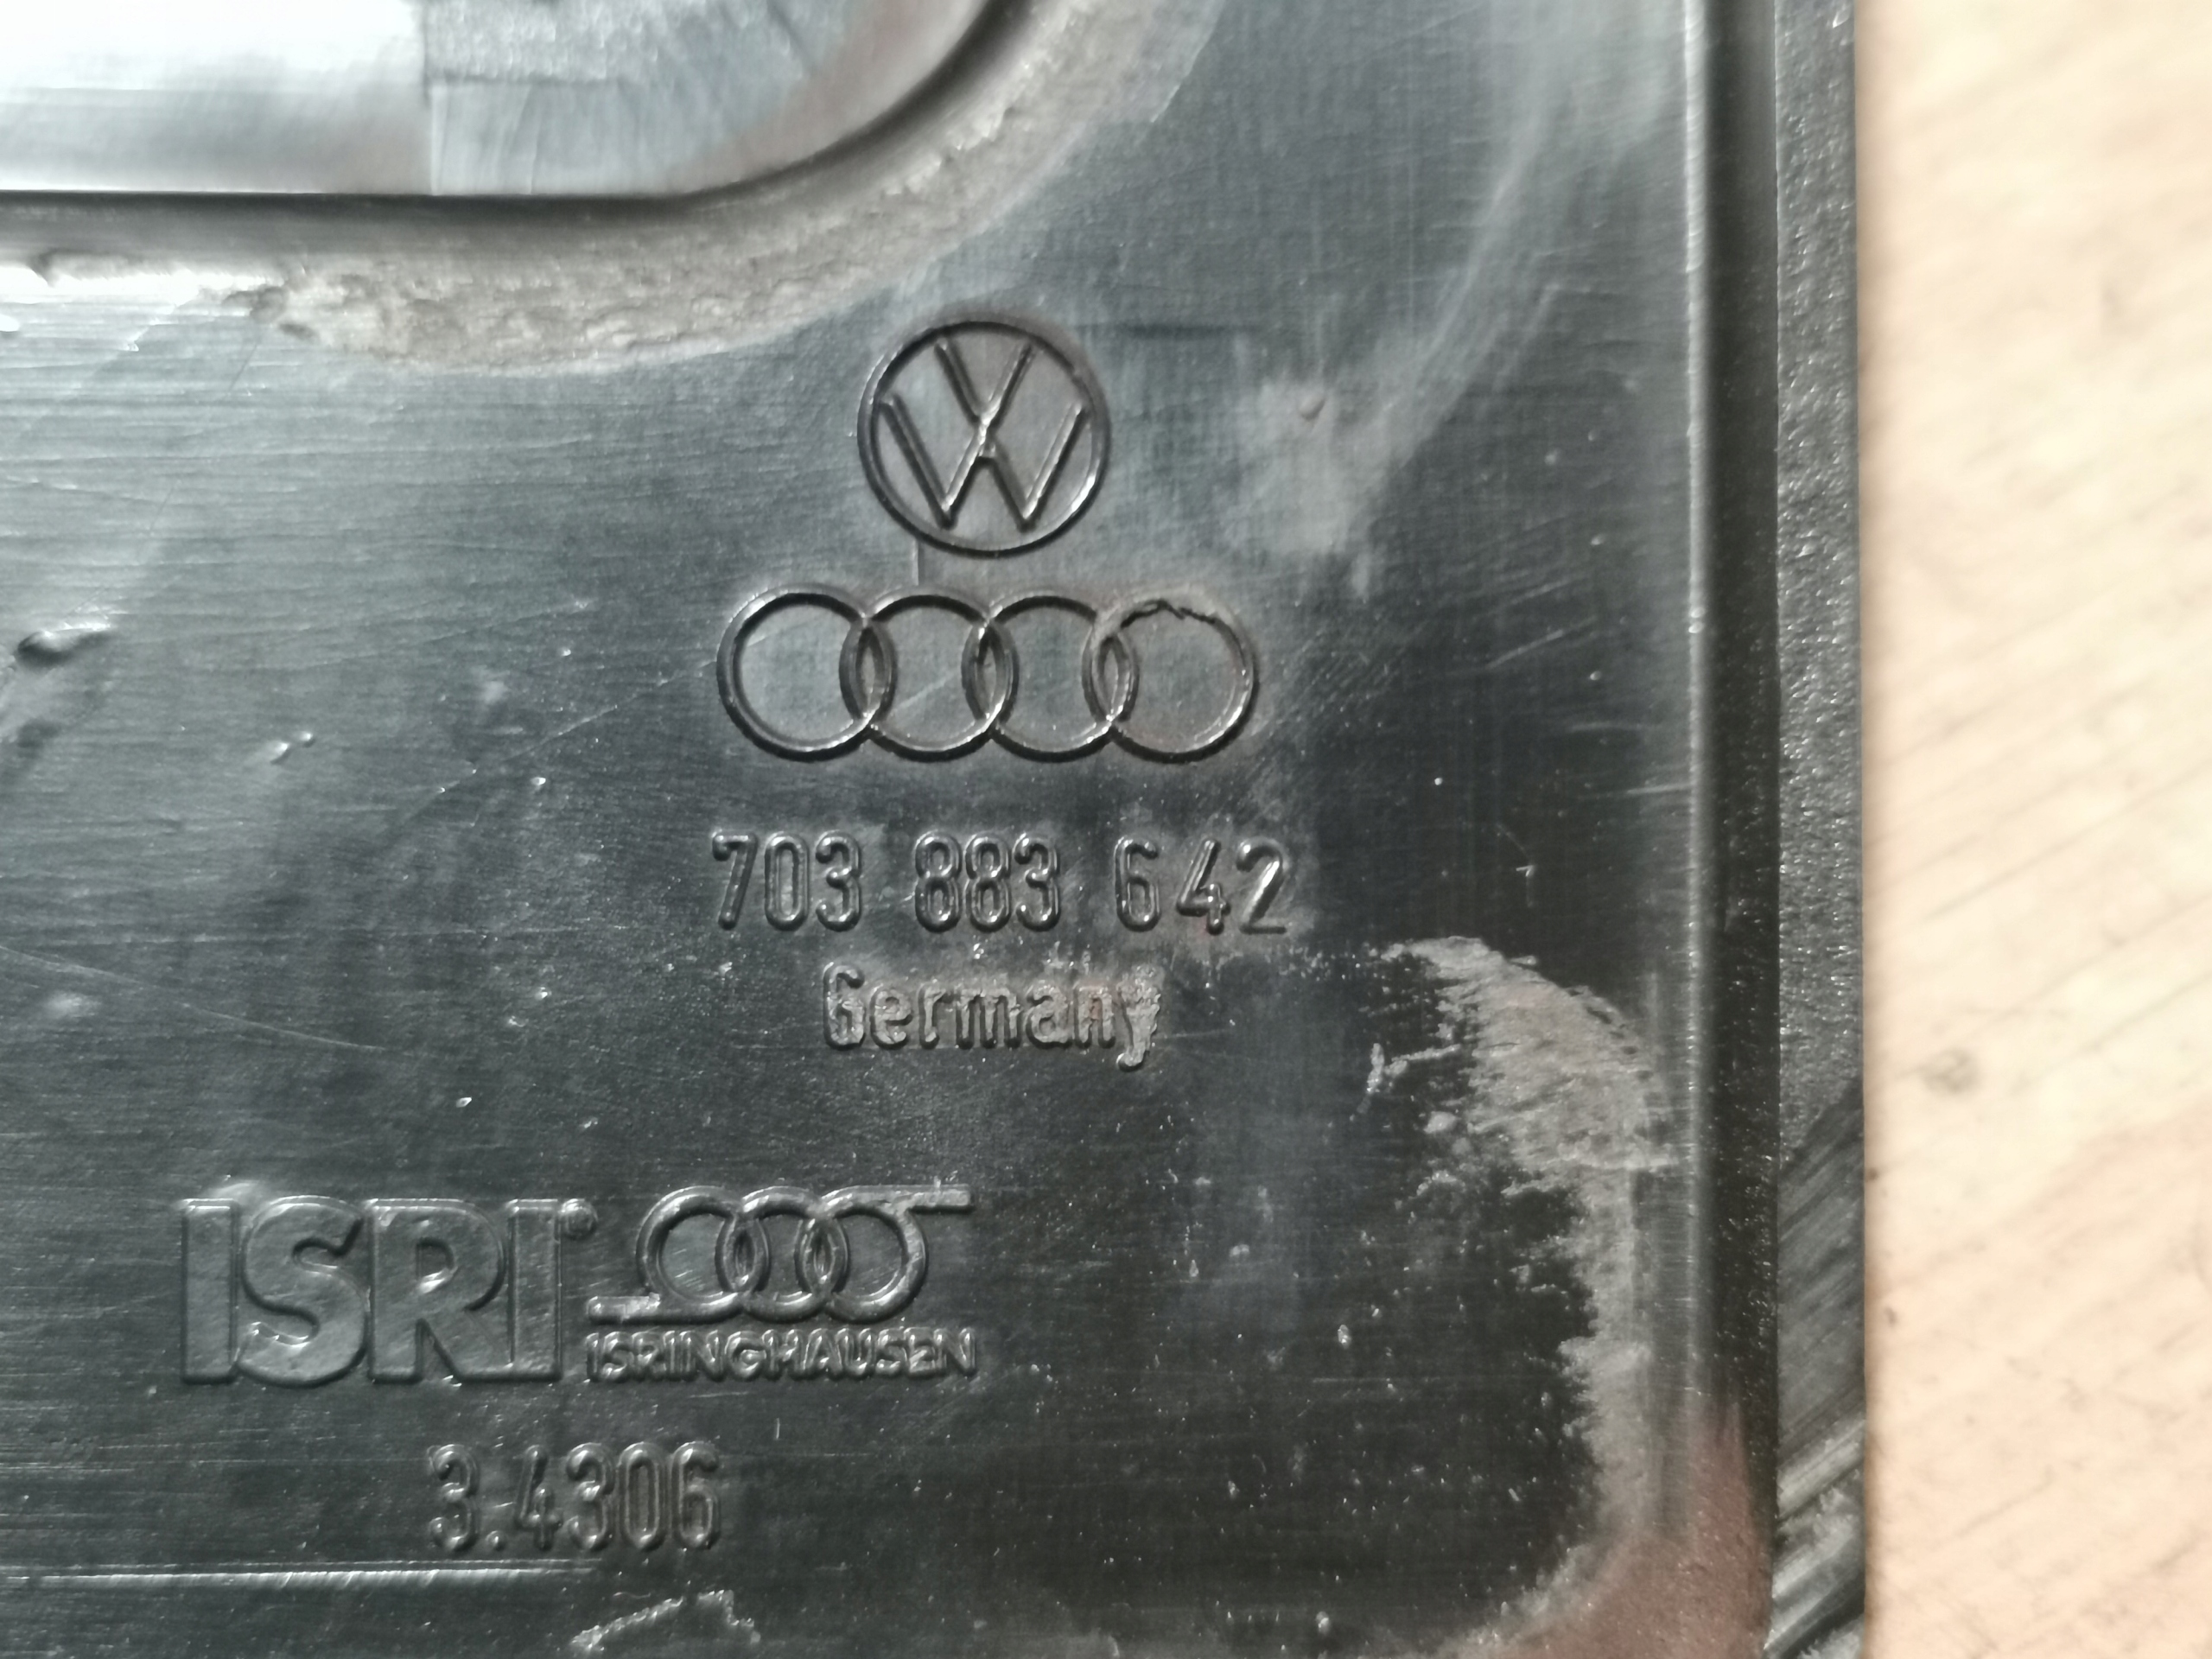 703 883 642
Germany
ISRI®
ISRINGHAUSEN
3.4306